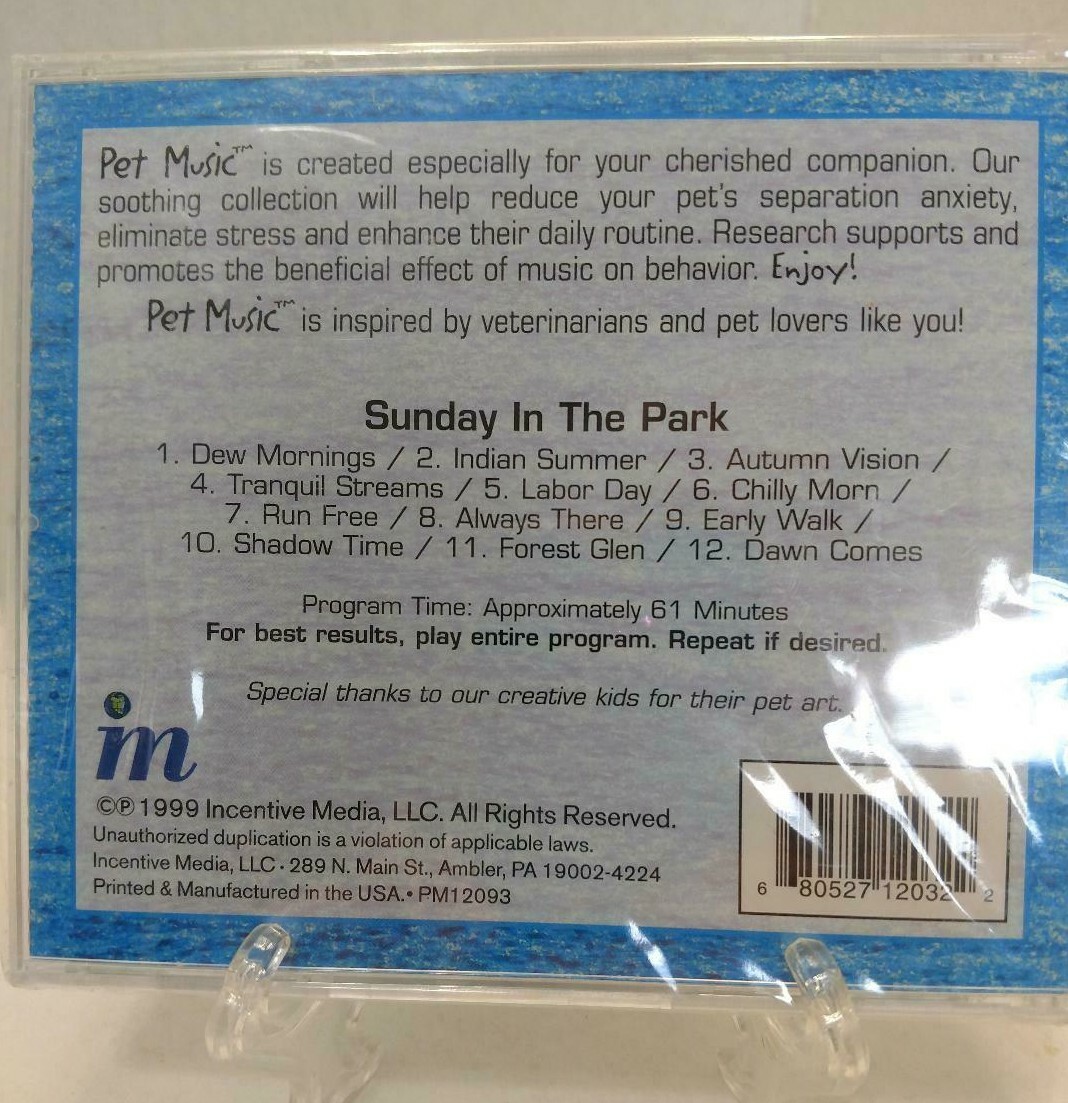 Pet Music™ is created especially for your cherished companion. Our
soothing collection will help reduce your pet's separation anxiety,
eliminate stress and enhance their daily routine. Research supports and
promotes the beneficial effect of music on behavior. Enjoy!
Pet Music™ is inspired by veterinarians and pet lovers like you!
Sunday In The Park
1. Dew Mornings / 2. Indian Summer / 3. Autumn Vision /
4. Tranquil Streams / 5. Labor Day / 6. Chilly Morn /
7. Run Free / 8. Always There / 9. Early Walk /
10. Shadow Time / 11. Forest Glen / 12. Dawn Comes
Program Time: Approximately 61 Minutes
For best results, play entire program. Repeat if desired.
Special thanks to our creative kids for their pet art.
im
©℗ 1999 Incentive Media, LLC. All Rights Reserved.
Unauthorized duplication is a violation of applicable laws.
Incentive Media, LLC · 289 N. Main St., Ambler, PA 19002-4224
Printed & Manufactured in the USA. • PM12093
6 80527 12032 2